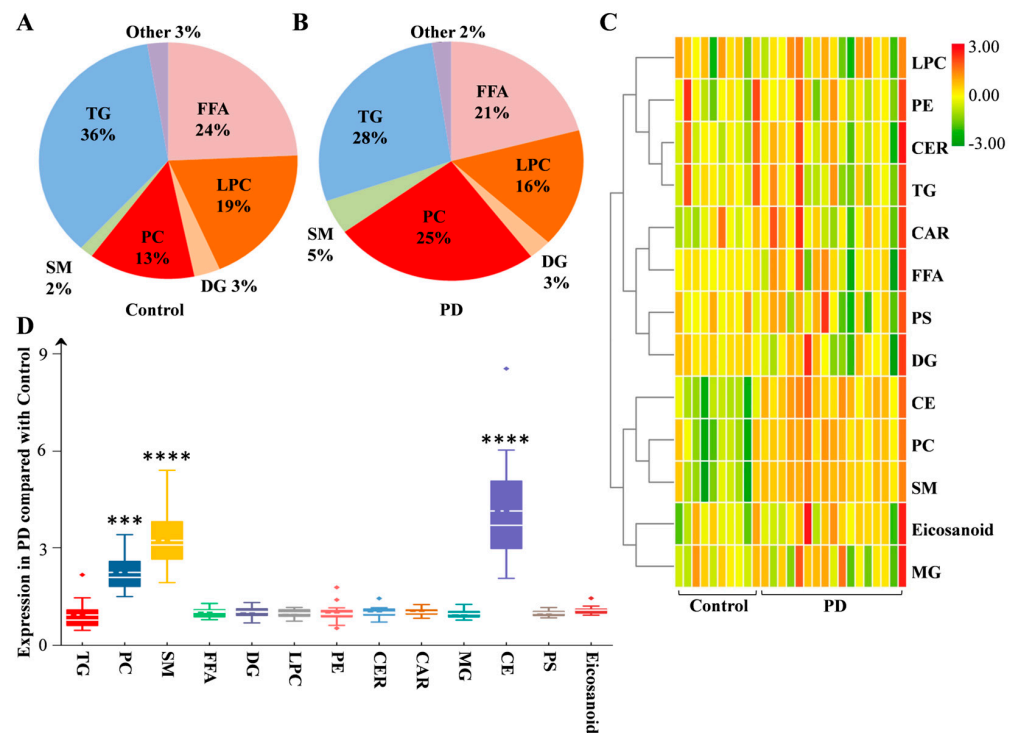 A
Other 3%
TG
36%
FFA
24%
LPC
19%
PC
13%
SM
2%
DG 3%
Control
B
Other 2%
TG
28%
FFA
21%
LPC
16%
PC
25%
SM
5%
DG
3%
PD
C
LPC
PE
CER
TG
CAR
FFA
PS
DG
CE
PC
SM
Eicosanoid
MG
3.00
0.00
-3.00
Control
PD
D
Expression in PD compared with Control
9
6
3
0
***
****
****
TG
PC
SM
FFA
DG
LPC
PE
CER
CAR
MG
CE
PS
Eicosanoid